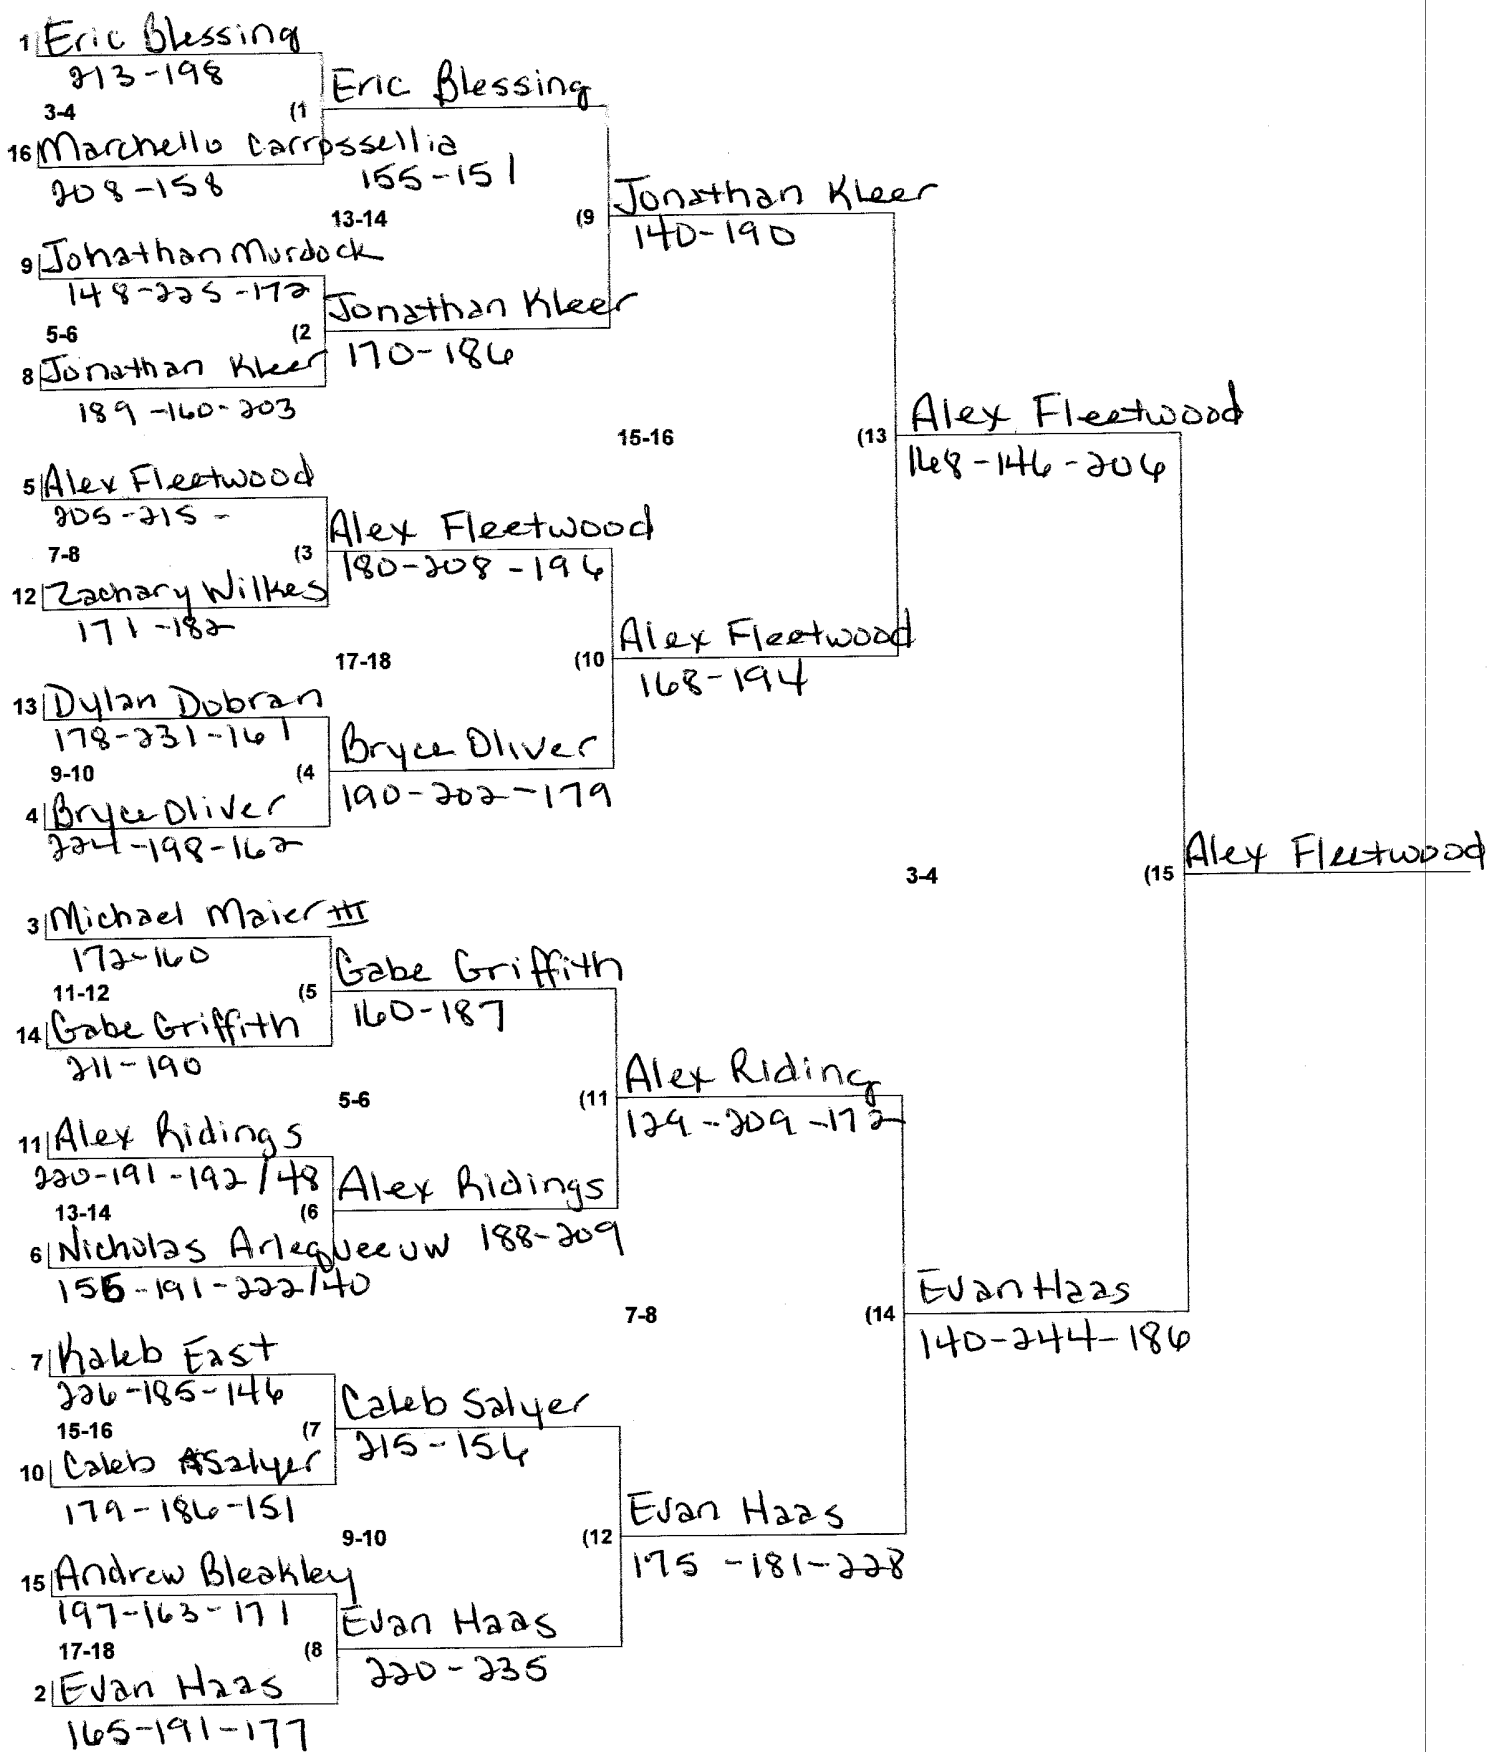 1 Eric Blessing
213-198
Eric Blessing
3-4 (1
16 Marchello Carrossellia
155-151
208-158
Jonathan Kleer
13-14 (9
140-190
9 Johathan Murdock
148-225-172
Jonathan Kleer
5-6 (2
170-186
8 Jonathan Kleer
189-160-203
Alex Fleetwood
15-16 (13
168-146-206
5 Alex Fleetwood
205-215-
Alex Fleetwood
7-8 (3
180-208-196
12 Zachary Wilkes
171-182
Alex Fleetwood
17-18 (10
168-194
13 Dylan Dobran
178-231-161
Bryce Oliver
9-10 (4
190-202-179
4 Bryce Oliver
224-198-162
Alex Fleetwood
3-4 (15
3 Michael Maier III
172-160
Gabe Griffith
11-12 (5
160-187
14 Gabe Griffith
211-190
Alex Riding
5-6 (11
129-209-172
11 Alex Ridings
220-191-192/48
Alex Ridings
13-14 (6
188-209
6 Nicholas Arlequeeuw
155-191-222/40
Evan Haas
7-8 (14
140-244-186
7 Kaleb East
226-185-146
Caleb Salyer
15-16 (7
215-156
10 Caleb Salyer
179-186-151
Evan Haas
9-10 (12
175-181-228
15 Andrew Bleakley
197-163-171
Evan Haas
17-18 (8
220-235
2 Evan Haas
165-191-177